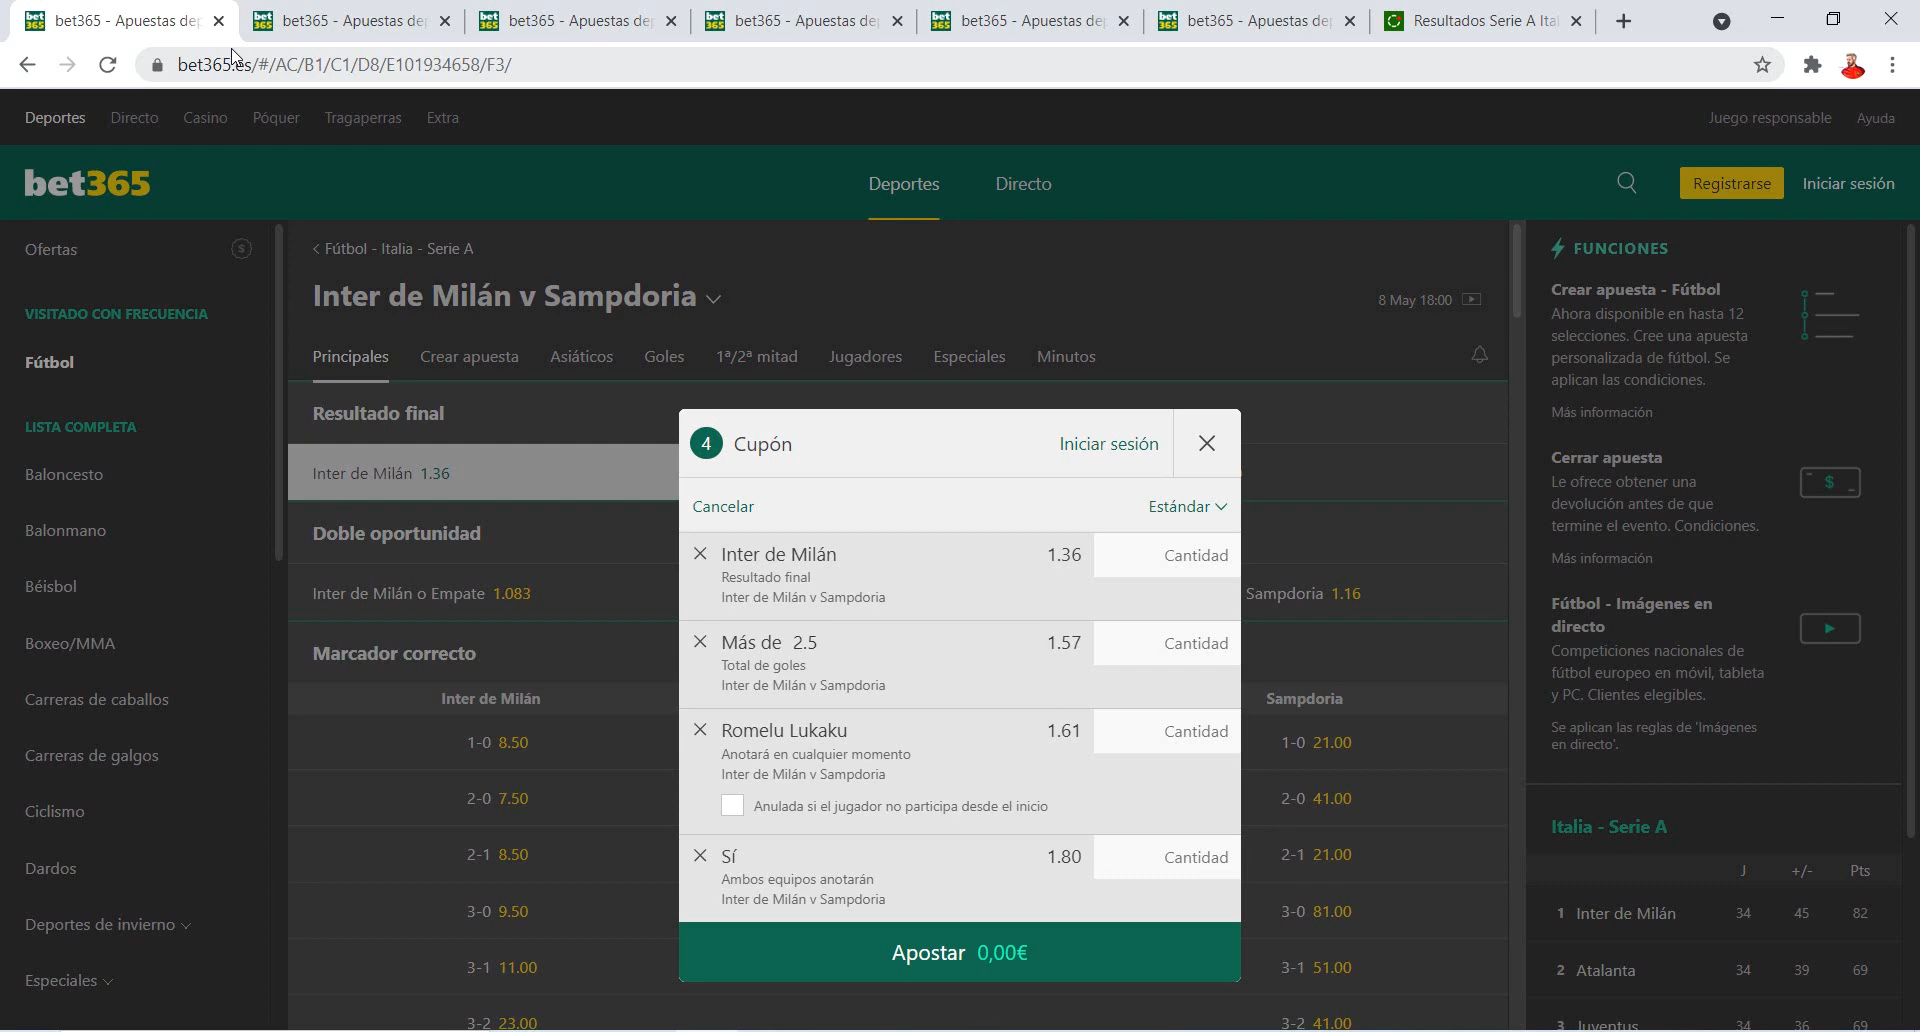 bet365 - Apuestas dep
bet365 - Apuestas de
bet365 - Apuestas de
bet365 - Apuestas de
bet365 - Apuestas de
bet365 - Apuestas dep
Resultados Serie A Ital
bet365.es/#/AC/B1/C1/D8/E101934658/F3/
Deportes Directo Casino Póquer Tragaperras Extra
Juego responsable Ayuda
bet365
Deportes Directo
Registrarse Iniciar sesión
Ofertas
VISITADO CON FRECUENCIA
Fútbol
LISTA COMPLETA
Baloncesto
Balonmano
Béisbol
Boxeo/MMA
Carreras de caballos
Carreras de galgos
Ciclismo
Dardos
Deportes de invierno
Especiales
< Fútbol - Italia - Serie A
Inter de Milán v Sampdoria
8 May 18:00
Principales Crear apuesta Asiáticos Goles 1ª/2ª mitad Jugadores Especiales Minutos
Resultado final
Inter de Milán 1.36
Doble oportunidad
Inter de Milán o Empate 1.083
Sampdoria 1.16
Marcador correcto
Inter de Milán
Sampdoria
1-0 8.50
1-0 21.00
2-0 7.50
2-0 41.00
2-1 8.50
2-1 21.00
3-0 9.50
3-0 81.00
3-1 11.00
3-1 51.00
3-2 23.00
3-2 41.00
4 Cupón
Iniciar sesión
Cancelar
Estándar
Inter de Milán 1.36 Cantidad
Resultado final
Inter de Milán v Sampdoria
Más de 2.5 1.57 Cantidad
Total de goles
Inter de Milán v Sampdoria
Romelu Lukaku 1.61 Cantidad
Anotará en cualquier momento
Inter de Milán v Sampdoria
Anulada si el jugador no participa desde el inicio
Sí 1.80 Cantidad
Ambos equipos anotarán
Inter de Milán v Sampdoria
Apostar 0,00€
FUNCIONES
Crear apuesta - Fútbol
Ahora disponible en hasta 12
selecciones. Cree una apuesta
personalizada de fútbol. Se
aplican las condiciones.
Más información
Cerrar apuesta
Le ofrece obtener una
devolución antes de que
termine el evento. Condiciones.
Más información
Fútbol - Imágenes en
directo
Competiciones nacionales de
fútbol europeo en móvil, tableta
y PC. Clientes elegibles.
Se aplican las reglas de 'Imágenes
en directo'.
Italia - Serie A
J +/- Pts
1 Inter de Milán 34 45 82
2 Atalanta 34 39 69
3 Juventus 34 36 69